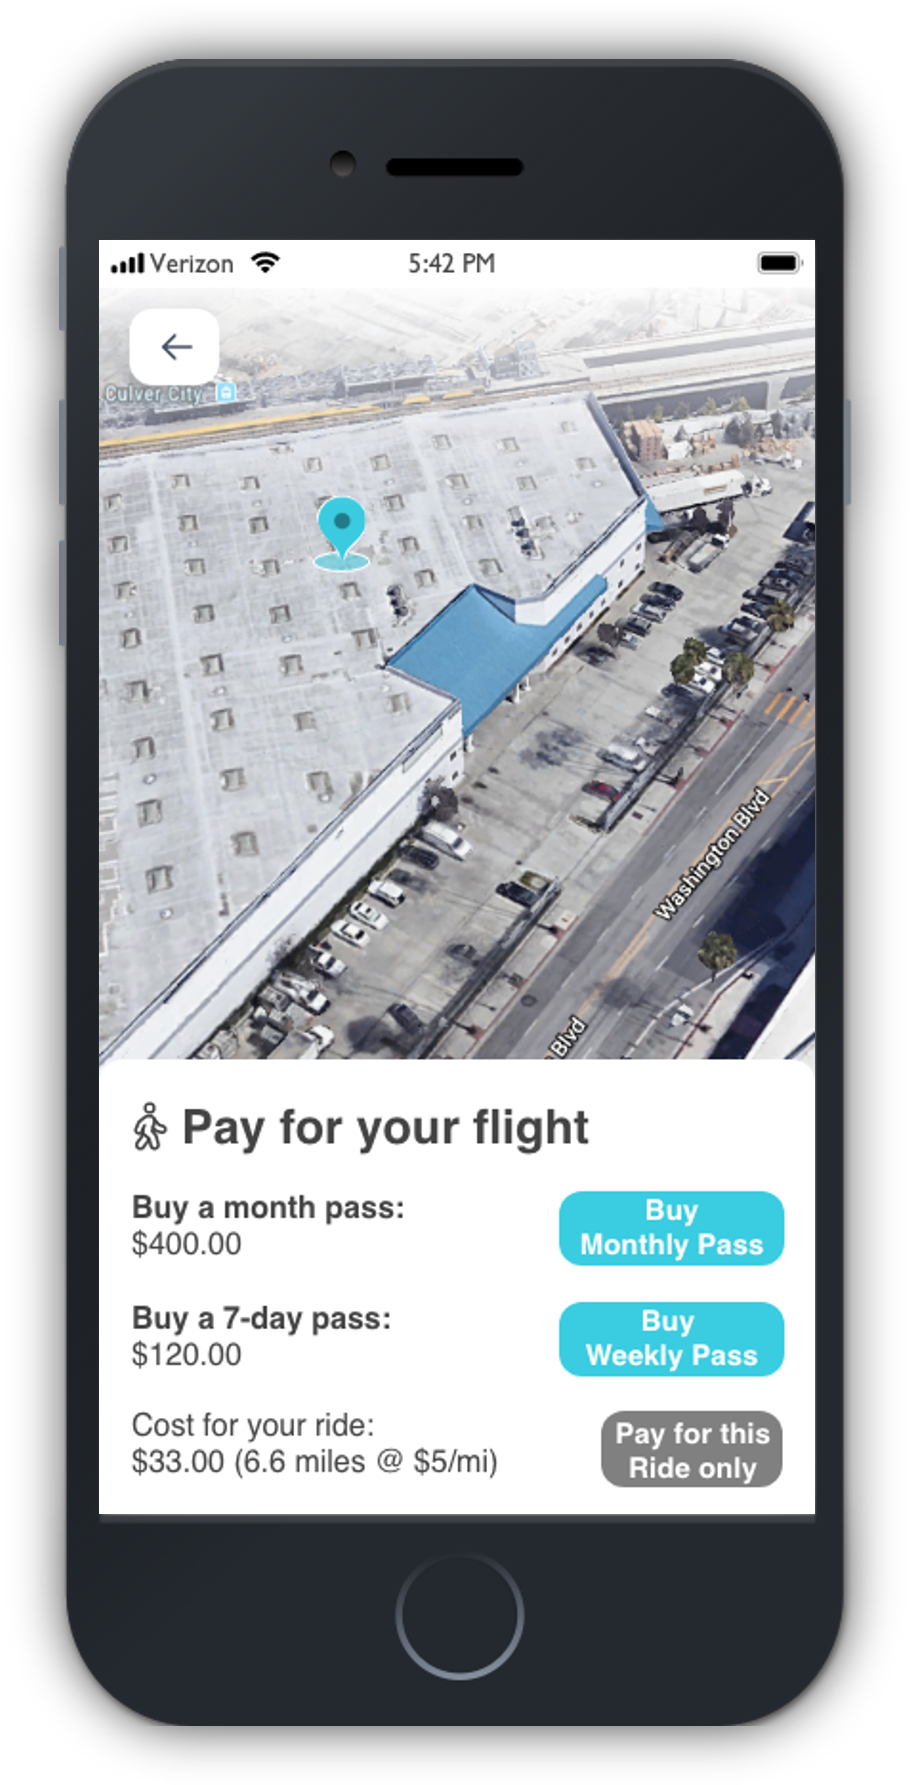 Verizon 5:42 PM
Culver City
Washington Blvd
Blvd
Pay for your flight
Buy a month pass:
$400.00
Buy
Monthly Pass
Buy a 7-day pass:
$120.00
Buy
Weekly Pass
Cost for your ride:
$33.00 (6.6 miles @ $5/mi)
Pay for this
Ride only